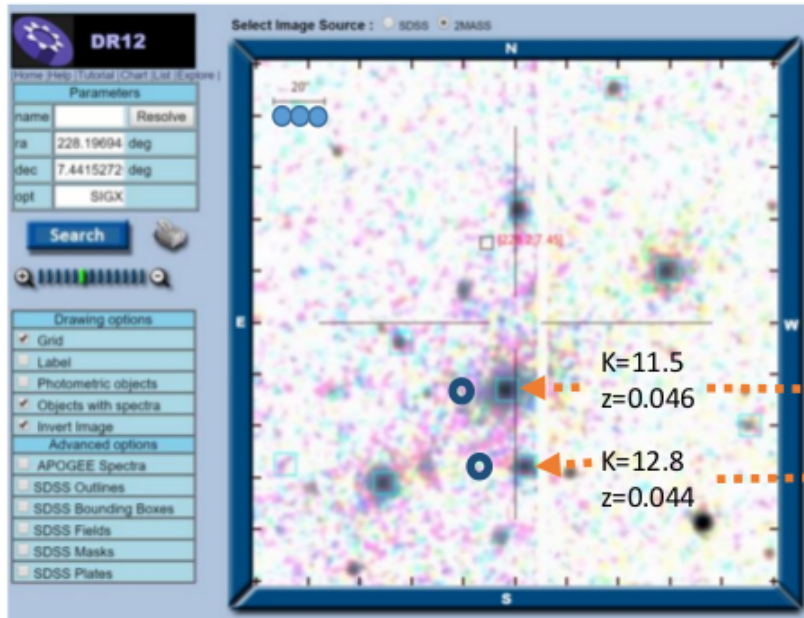 DR12
Home |Help |Tutorial |Chart |List |Explore |
Parameters
name Resolve
ra 228.19694 deg
dec 7.4415272 deg
opt SIGX
Search
Drawing options
Grid
Label
Photometric objects
Objects with spectra
Invert Image
Advanced options
APOGEE Spectra
SDSS Outlines
SDSS Bounding Boxes
SDSS Fields
SDSS Masks
SDSS Plates
Select Image Source : SDSS 2MASS
N
20"
E
W
K=11.5
z=0.046
K=12.8
z=0.044
S